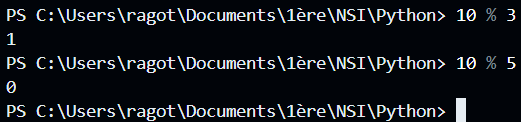 PS C:\Users\ragot\Documents\1ère\NSI\Python> 10 % 3
1
PS C:\Users\ragot\Documents\1ère\NSI\Python> 10 % 5
0
PS C:\Users\ragot\Documents\1ère\NSI\Python>